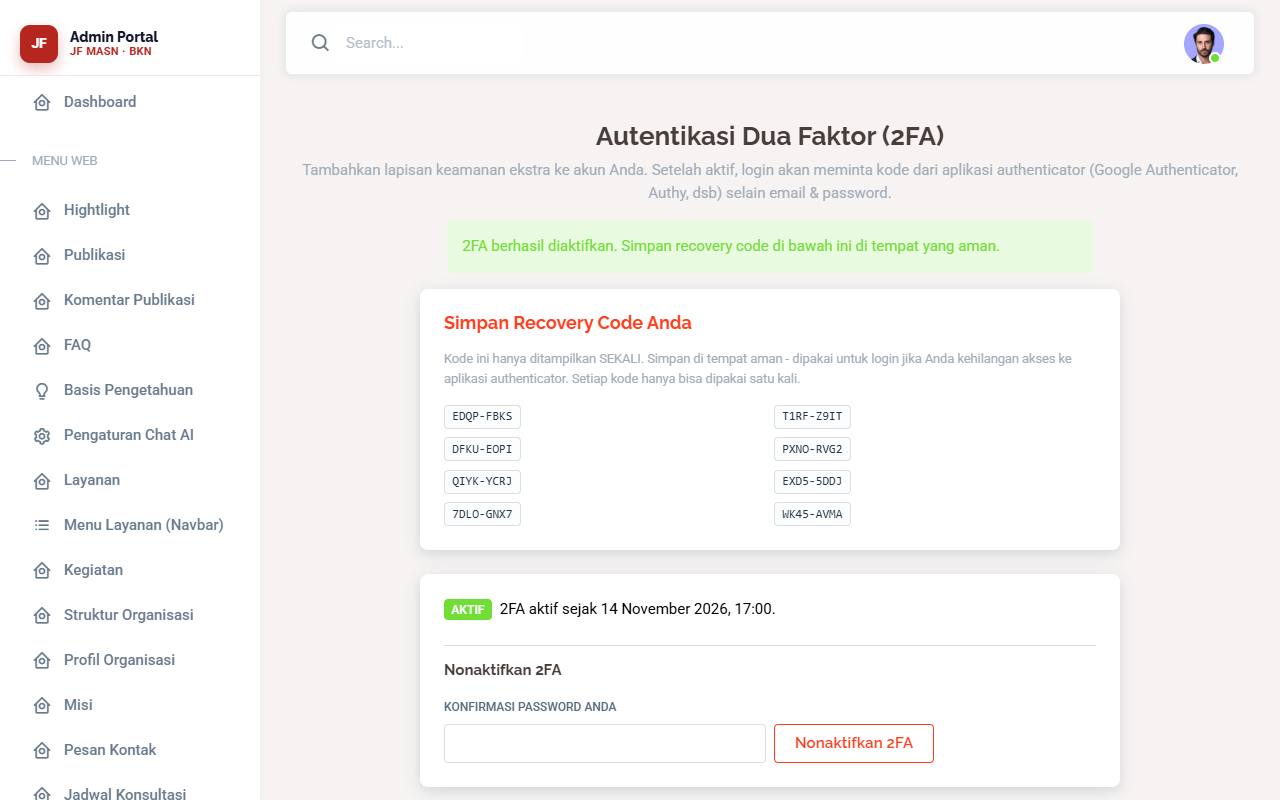 JF
Admin Portal
JF MASN · BKN
Dashboard
MENU WEB
Hightlight
Publikasi
Komentar Publikasi
FAQ
Basis Pengetahuan
Pengaturan Chat AI
Layanan
Menu Layanan (Navbar)
Kegiatan
Struktur Organisasi
Profil Organisasi
Misi
Pesan Kontak
Jadwal Konsultasi
Search...
Autentikasi Dua Faktor (2FA)
Tambahkan lapisan keamanan ekstra ke akun Anda. Setelah aktif, login akan meminta kode dari aplikasi authenticator (Google Authenticator,
Authy, dsb) selain email & password.
2FA berhasil diaktifkan. Simpan recovery code di bawah ini di tempat yang aman.
Simpan Recovery Code Anda
Kode ini hanya ditampilkan SEKALI. Simpan di tempat aman - dipakai untuk login jika Anda kehilangan akses ke
aplikasi authenticator. Setiap kode hanya bisa dipakai satu kali.
EDQP-FBKS T1RF-Z9IT
DFKU-EOPI PXNO-RVG2
QIYK-YCRJ EXD5-5DDJ
7DLO-GNX7 WK45-AVMA
AKTIF 2FA aktif sejak 14 November 2026, 17:00.
Nonaktifkan 2FA
KONFIRMASI PASSWORD ANDA
Nonaktifkan 2FA